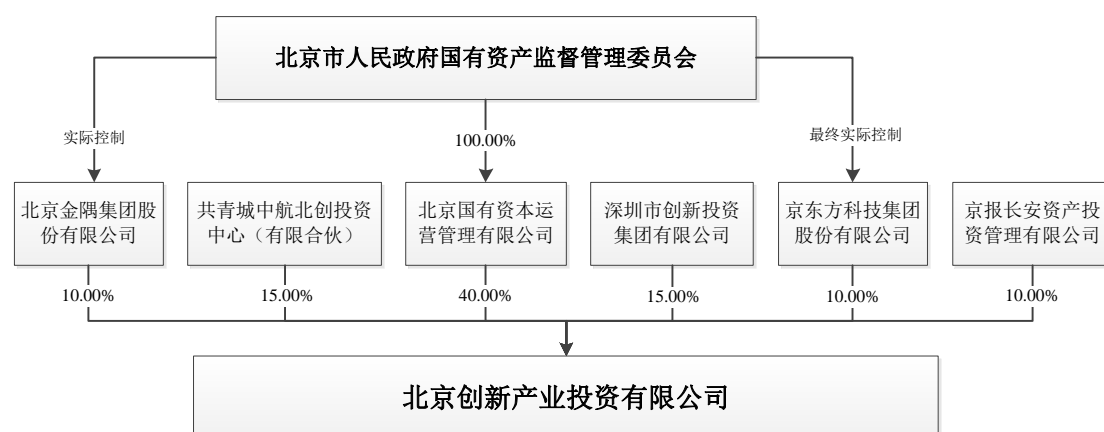 北京市人民政府国有资产监督管理委员会
实际控制
100.00%
最终实际控制
北京金隅集团股
份有限公司
共青城中航北创投资
中心（有限合伙）
北京国有资本运
营管理有限公司
深圳市创新投资
集团有限公司
京东方科技集团
股份有限公司
京报长安资产投
资管理有限公司
10.00%
15.00%
40.00%
15.00%
10.00%
10.00%
北京创新产业投资有限公司